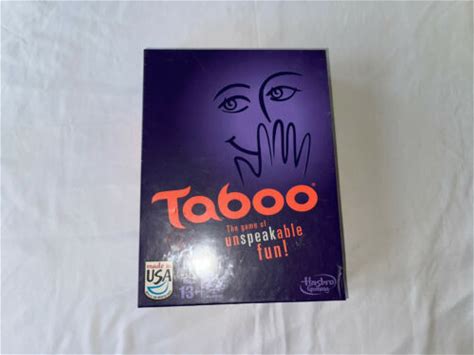 Taboo
The game of
unspeakable
fun!
made in
USA
13+
Hasbro
Gaming